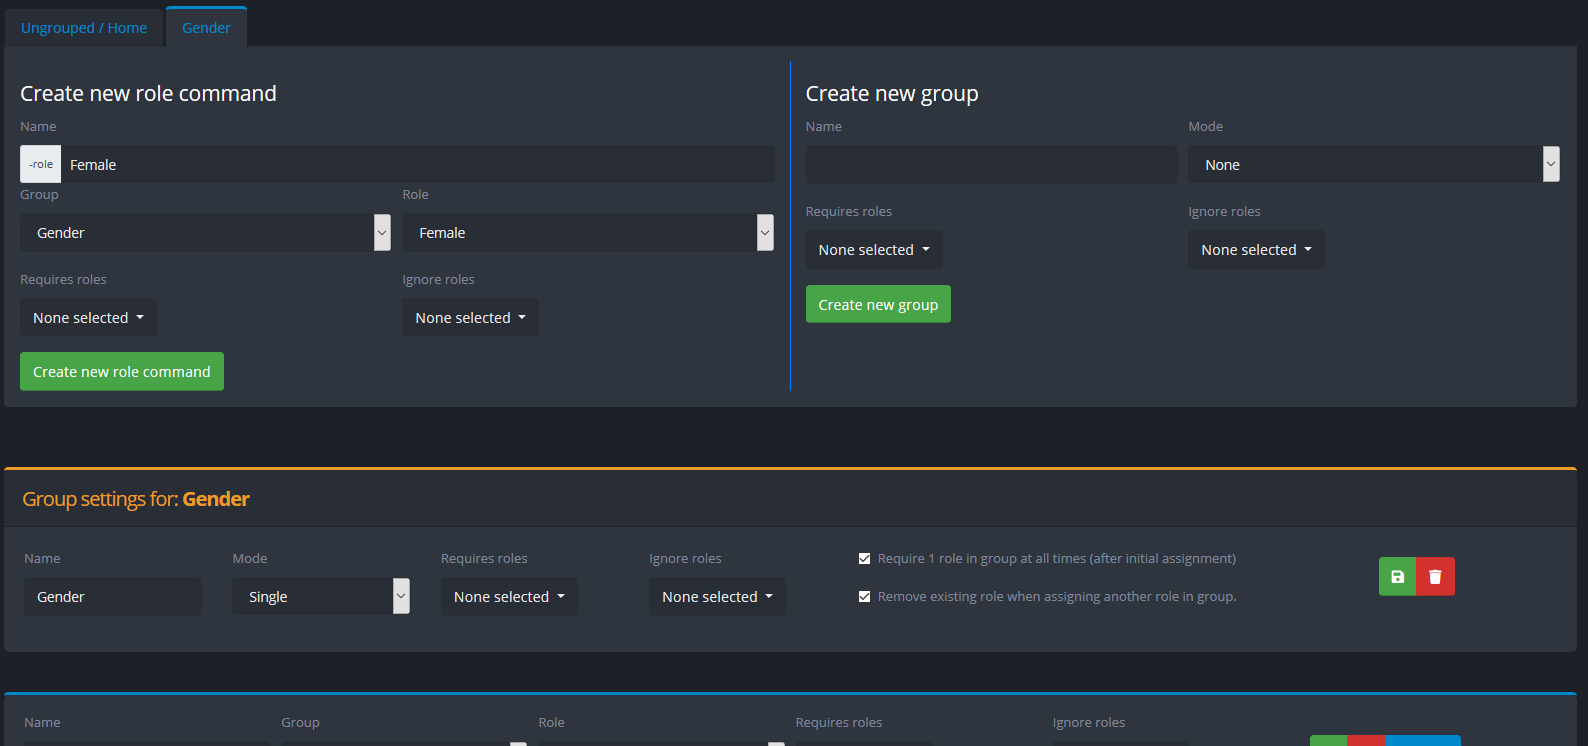 Ungrouped / Home
Gender
Create new role command
Name
-role
Female
Group
Role
Gender
Female
Requires roles
Ignore roles
None selected
None selected
Create new role command
Create new group
Name
Mode
None
Requires roles
Ignore roles
None selected
None selected
Create new group
Group settings for: Gender
Name
Mode
Requires roles
Ignore roles
Gender
Single
None selected
None selected
Require 1 role in group at all times (after initial assignment)
Remove existing role when assigning another role in group.
Name
Group
Role
Requires roles
Ignore roles